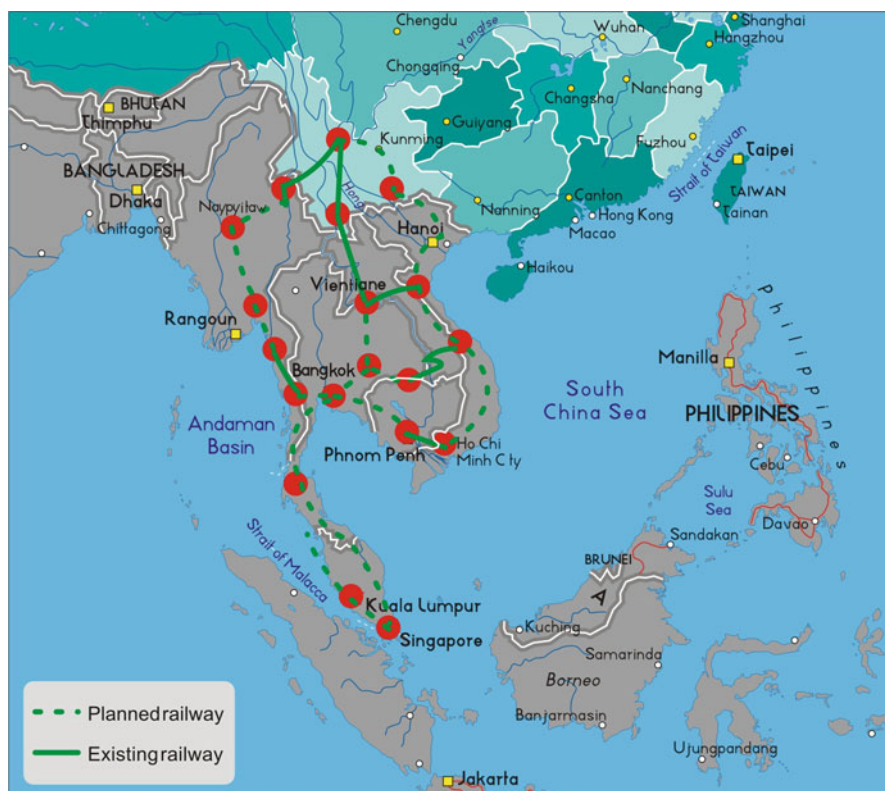 Chengdu
Yangtse
Wuhan
Shanghai
Hangzhou
Chongqing
BHUTAN
Thimphu
Guiyang
Changsha
Nanchang
Kunming
Fuzhou
Strait of Taiwan
Taipei
TAIWAN
Tainan
BANGLADESH
Dhaka
Chittagong
Naypyitaw
Hong
Nanning
Canton
Hong Kong
Macao
Hanoi
Haikou
Vientiane
Rangoun
Philippines
Manilla
Bangkok
Andaman
Basin
South
China Sea
PHILIPPINES
Phnom Penh
Ho Chi
Minh C ty
Cebu
Sulu
Sea
Davao
Sandakan
Strait of Malacca
BRUNEI
A
Kuala Lumpur
Kuching
Singapore
Samarinda
Borneo
Banjarmasin
Ujungpandang
Planned railway
Existing railway
Jakarta